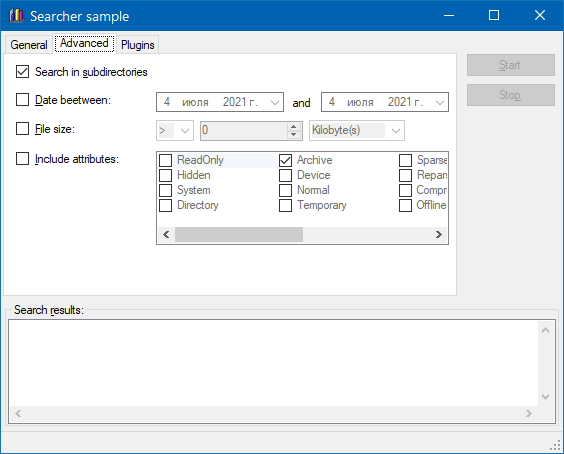 Searcher sample
General Advanced Plugins
Search in subdirectories Start
Date beetween: 4 июля 2021 г. and 4 июля 2021 г. Stop
File size: > 0 Kilobyte(s)
Include attributes: ReadOnly Archive Sparse
Hidden Device Repars
System Normal Compr
Directory Temporary Offline
Search results: